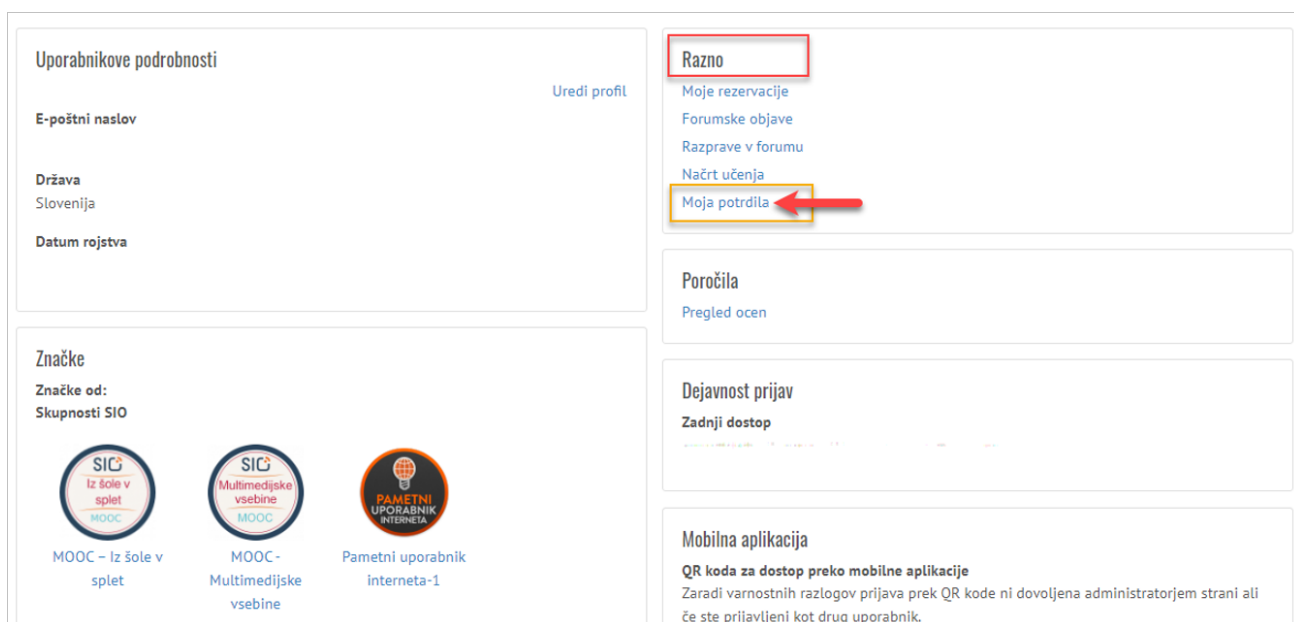 Uporabnikove podrobnosti
Uredi profil
E-poštni naslov
Država
Slovenija
Datum rojstva
Značke
Značke od:
Skupnosti SIO
SIO
Iz šole v
splet
MOOC
SIO
Multimedijske
vsebine
MOOC
PAMETNI
UPORABNIK
INTERNETA
MOOC – Iz šole v
splet
MOOC -
Multimedijske
vsebine
Pametni uporabnik
interneta-1
Razno
Moje rezervacije
Forumske objave
Razprave v forumu
Načrt učenja
Moja potrdila
Poročila
Pregled ocen
Dejavnost prijav
Zadnji dostop
Mobilna aplikacija
QR koda za dostop preko mobilne aplikacije
Zaradi varnostnih razlogov prijava prek QR kode ni dovoljena administratorjem strani ali
če ste prijavljeni kot drug uporabnik.